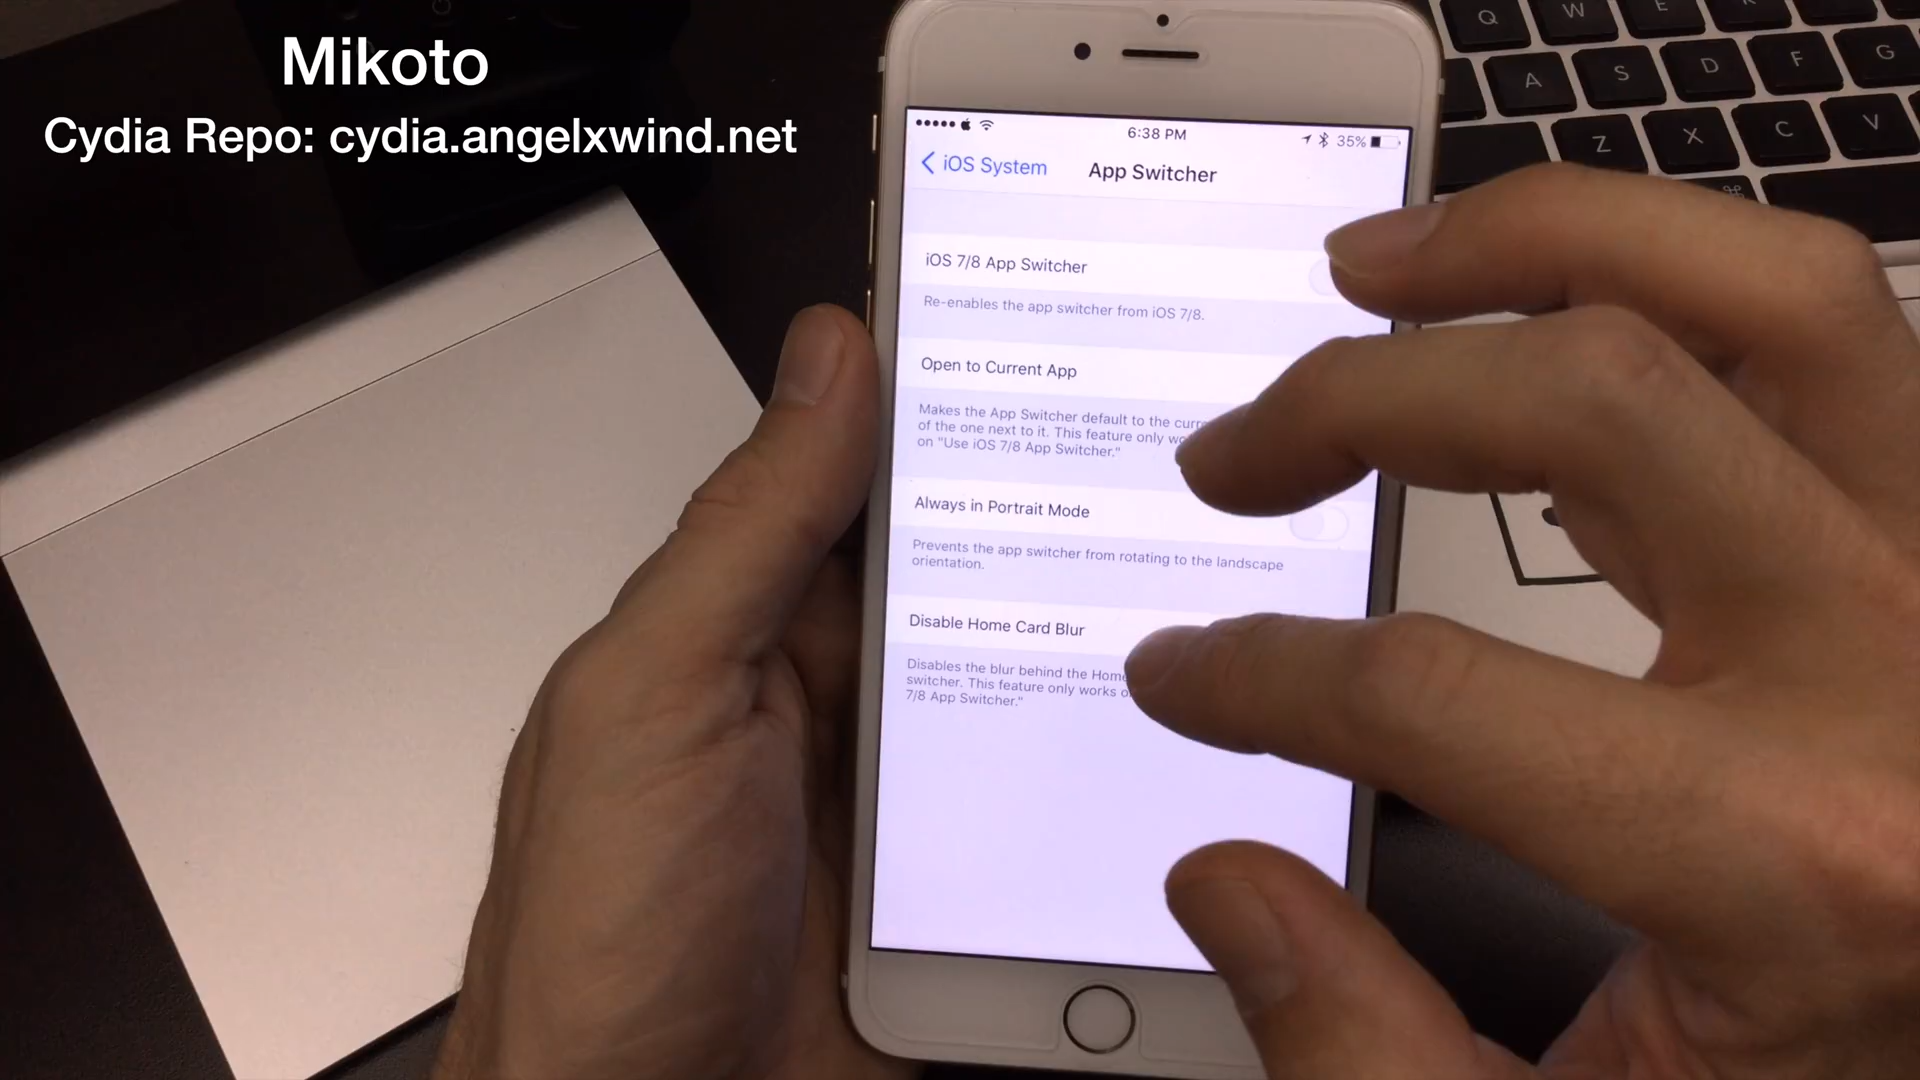 Mikoto
Cydia Repo: cydia.angelxwind.net
6:38 PM
35%
iOS System
App Switcher
iOS 7/8 App Switcher
Re-enables the app switcher from iOS 7/8.
Open to Current App
Makes the App Switcher default to the
of the one next to it. This feature only
on "Use iOS 7/8 App Switcher."
Always in Portrait Mode
Prevents the app switcher from rotating to the landscape
orientation.
Disable Home Card Blur
Disables the blur behind the Home
switcher. This feature only works
7/8 App Switcher."
Q W E
A S D F G
Z X C V
⌘